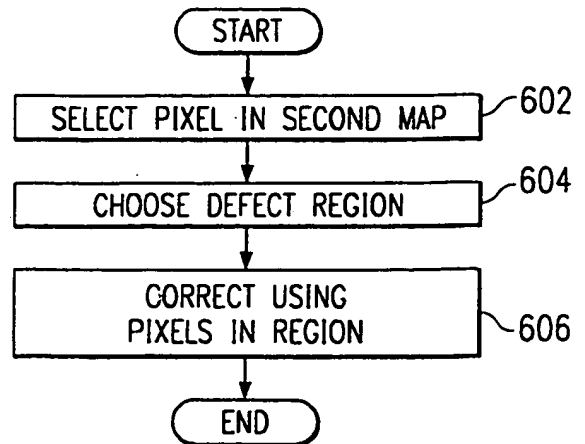 START
SELECT PIXEL IN SECOND MAP
602
CHOOSE DEFECT REGION
604
CORRECT USING
PIXELS IN REGION
606
END